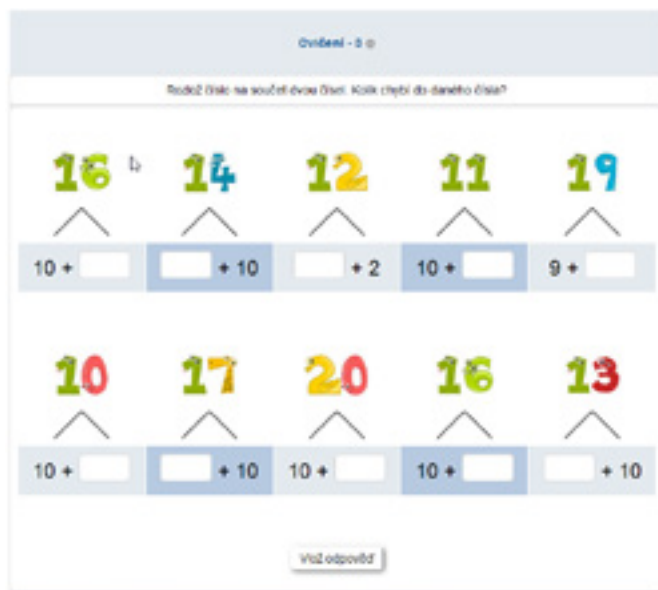 Cvičení - 8
Rozlož číslo na součet dvou čísel. Kolik chybí do daného čísla?
16 14 12 11 19
10 + + 10 + 2 10 + 9 +
10 17 20 16 13
10 + + 10 10 + 10 + + 10
Vlož odpověď